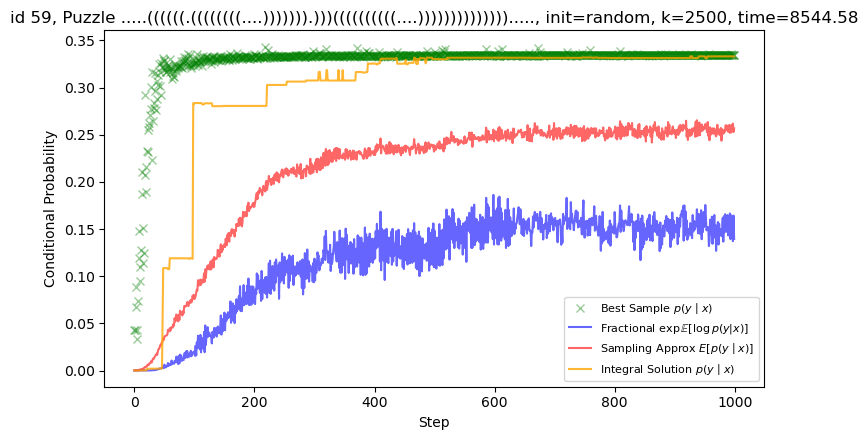 id 59, Puzzle .....((((((.((((((((....))))))).)))((((((((((....)))))))))))))))....., init=random, k=2500, time=8544.58
0.35
0.30
0.25
0.20
0.15
0.10
0.05
0.00
Conditional Probability
0
200
400
600
800
1000
Step
Best Sample p(y | x)
Fractional exp𝔼[log p(y|x)]
Sampling Approx E[p(y | x)]
Integral Solution p(y | x)